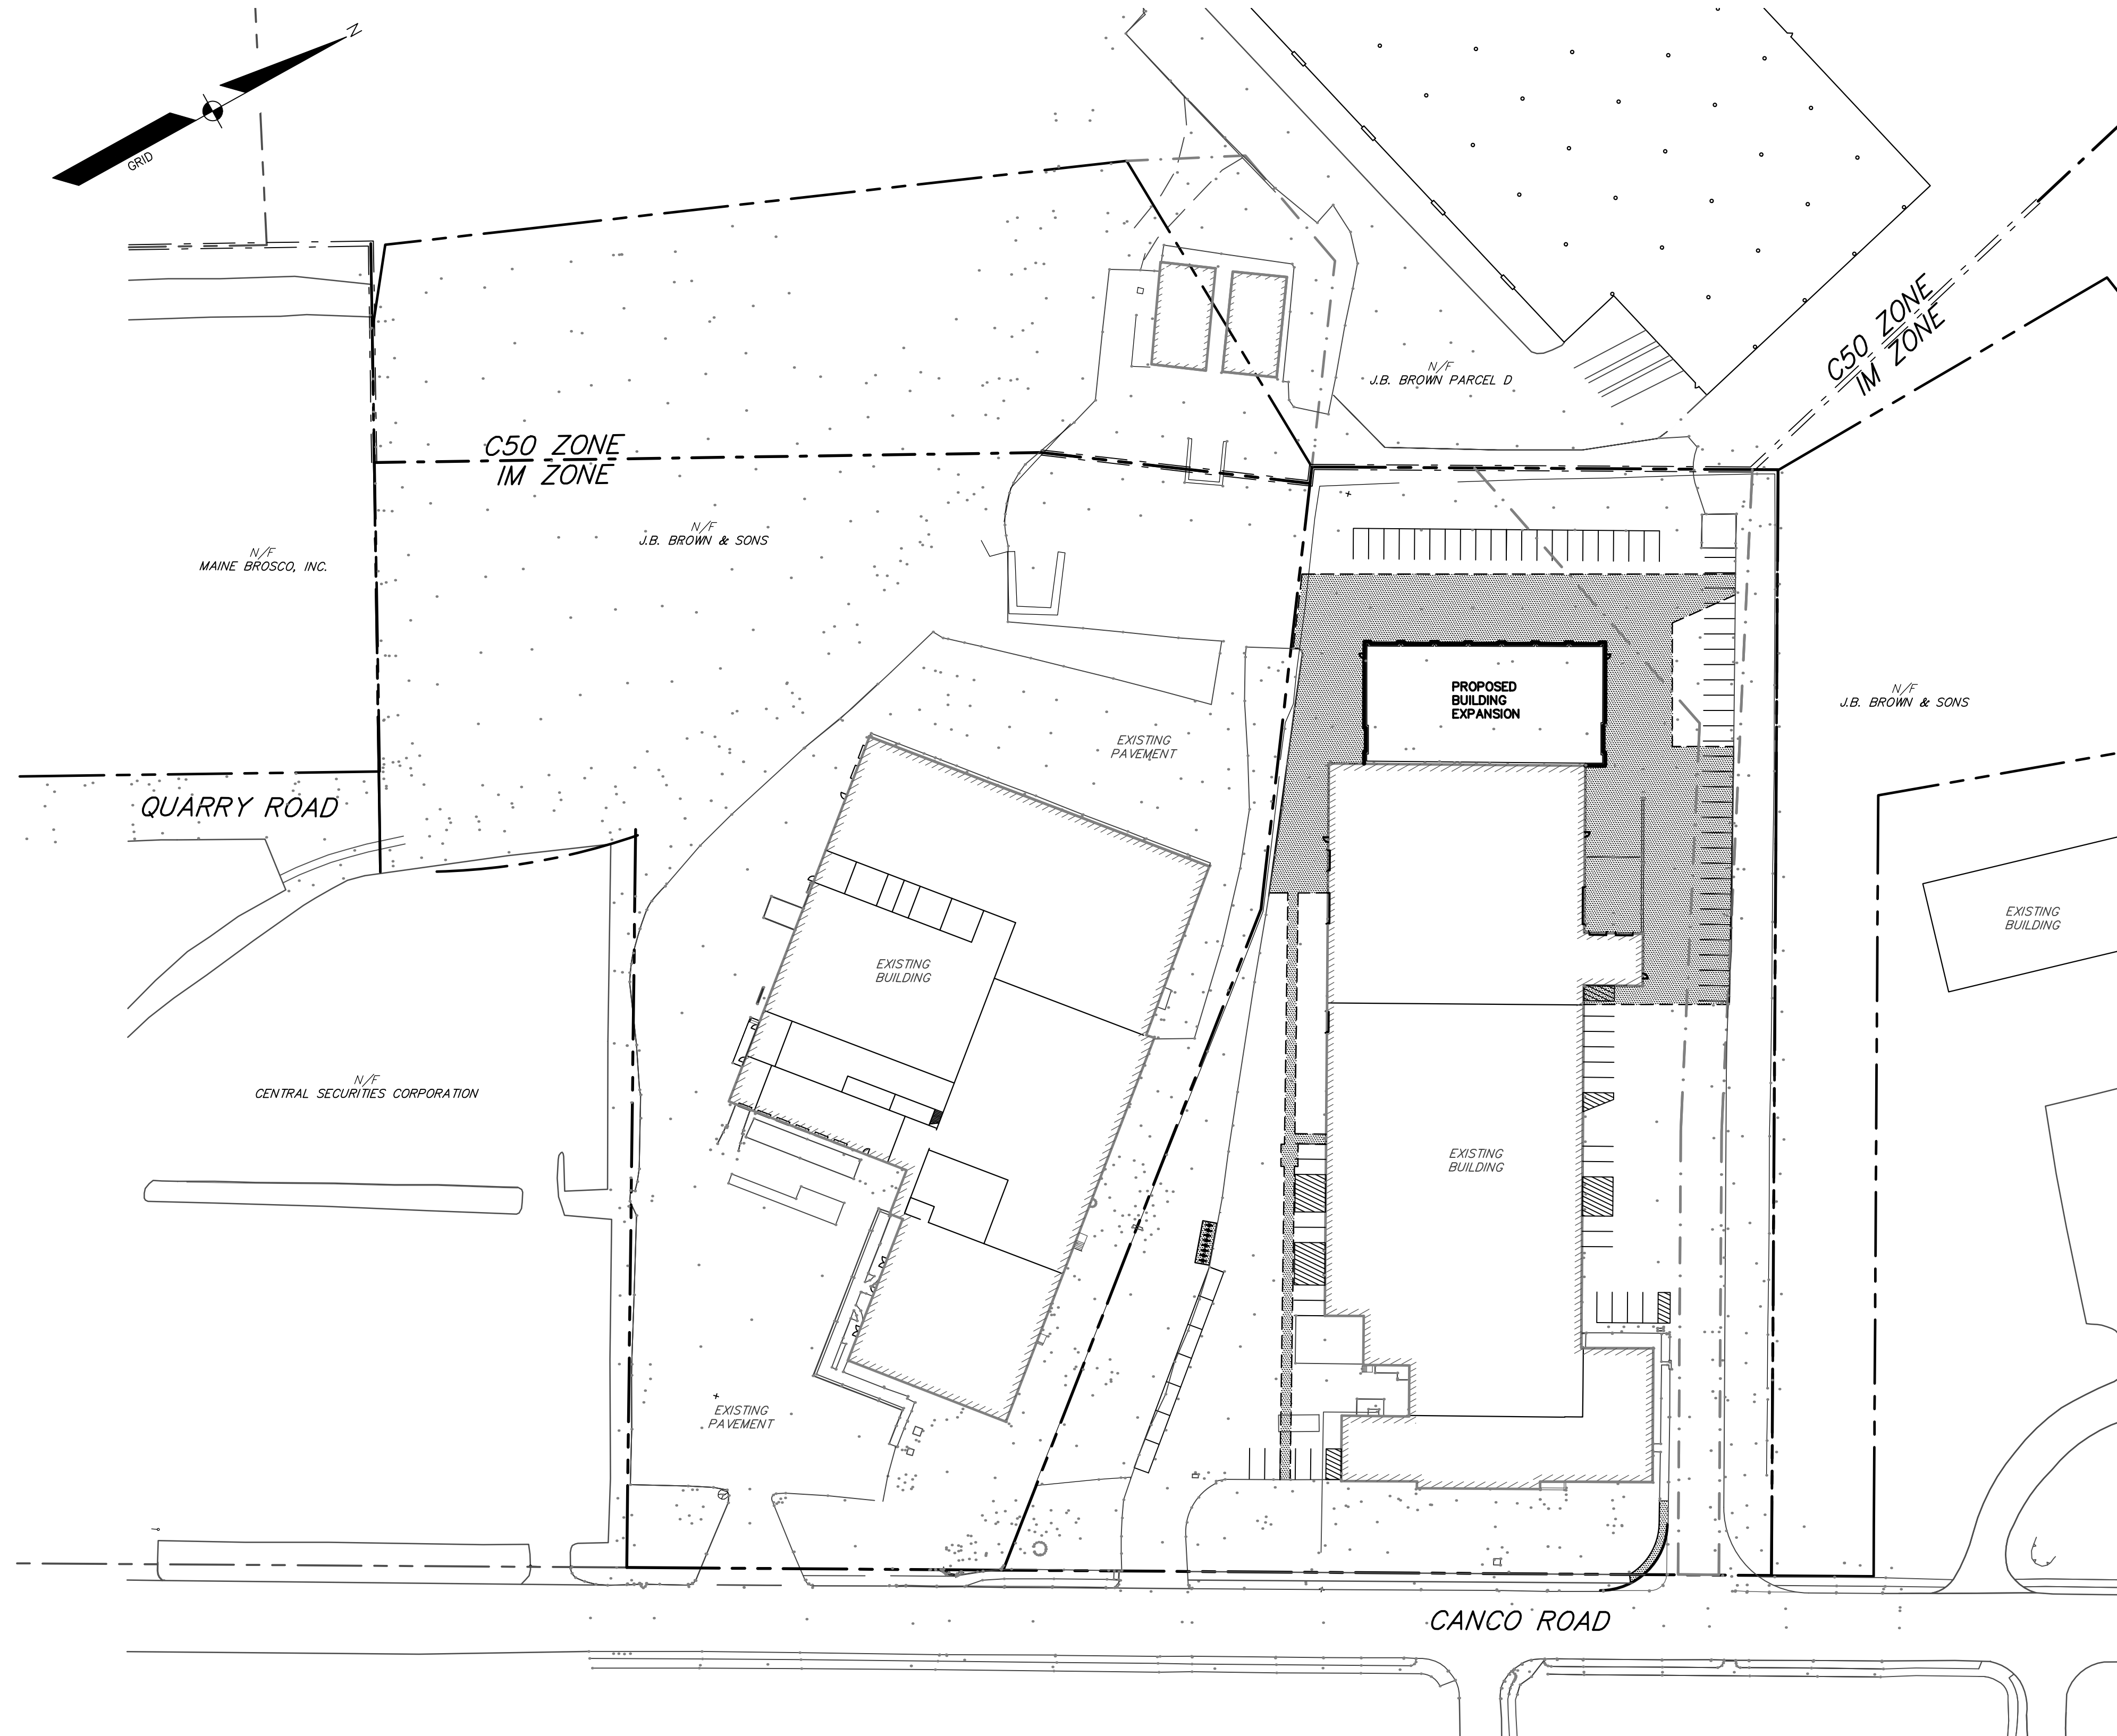 N
GRID
N/F
J.B. BROWN PARCEL D
C50 ZONE
IM ZONE
C50 ZONE
IM ZONE
N/F
J.B. BROWN & SONS
N/F
MAINE BROSCO, INC.
PROPOSED
BUILDING
EXPANSION
N/F
J.B. BROWN & SONS
EXISTING
PAVEMENT
QUARRY ROAD
EXISTING
BUILDING
EXISTING
BUILDING
N/F
CENTRAL SECURITIES CORPORATION
EXISTING
BUILDING
EXISTING
PAVEMENT
CANCO ROAD